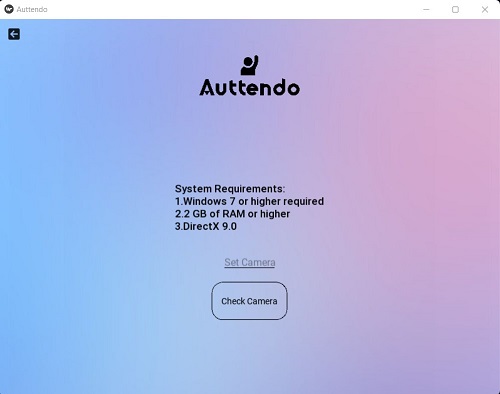 Auttendo
Auttendo
System Requirements:
1.Windows 7 or higher required
2.2 GB of RAM or higher
3.DirectX 9.0
Set Camera
Check Camera